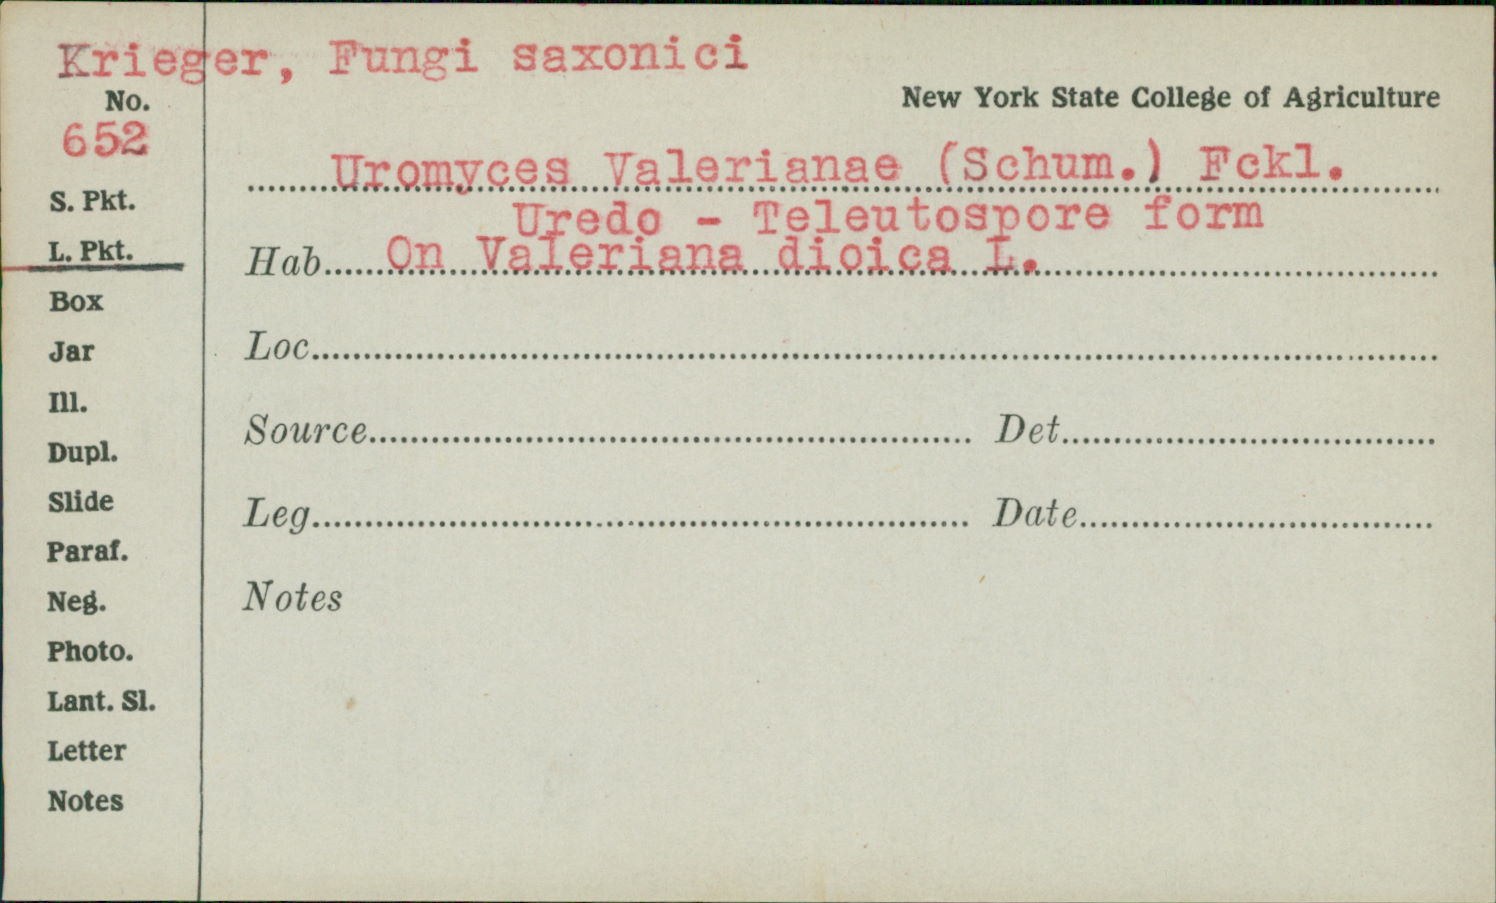 Krieger, Fungi saxonici
No.
652
New York State College of Agriculture
Uromyces Valerianae (Schum.) Fckl.
Uredo - Teleutospore form
S. Pkt.
L. Pkt.
Box
Jar
Ill.
Dupl.
Slide
Paraf.
Neg.
Photo.
Lant. Sl.
Letter
Notes
Hab. On Valeriana dioica L.
Loc.
Source Det.
Leg. Date
Notes